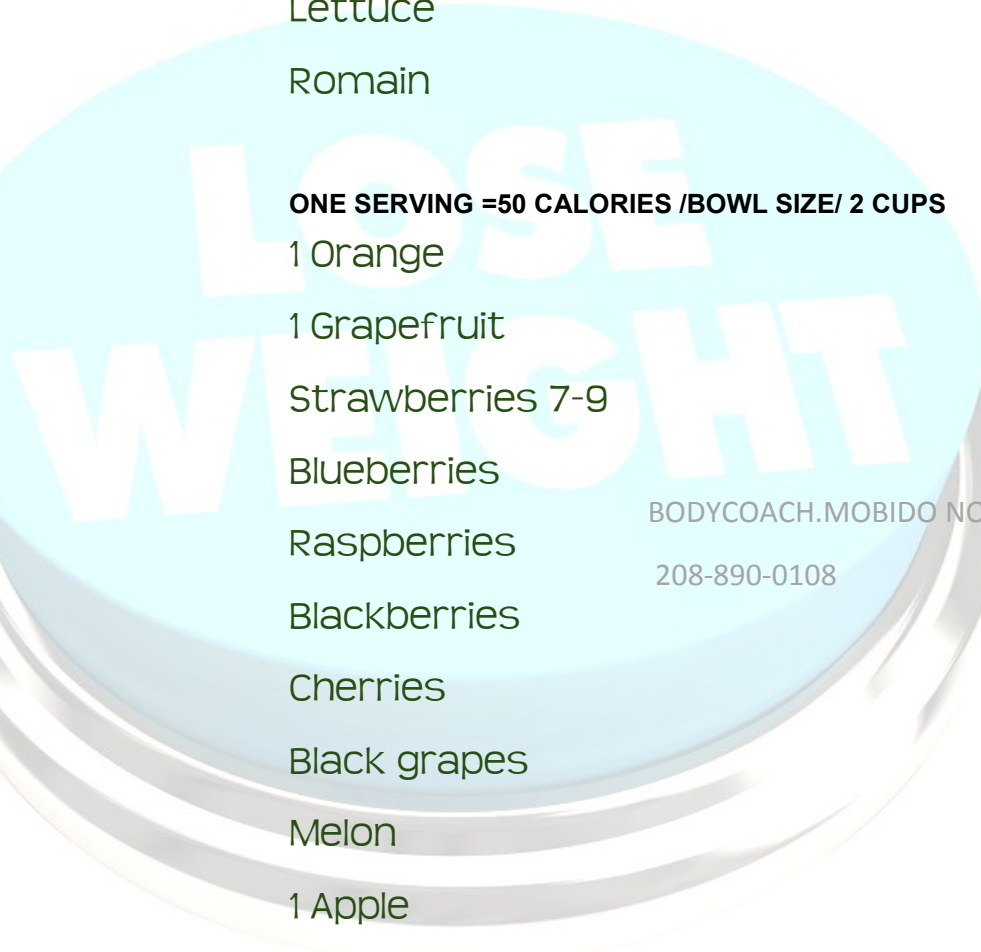 Lettuce
Romain
LOSE
ONE SERVING =50 CALORIES /BOWL SIZE/ 2 CUPS
1 Orange
1 Grapefruit
WEIGHT
Strawberries 7-9
Blueberries
BODYCOACH.MOBIDO NO
Raspberries
208-890-0108
Blackberries
Cherries
Black grapes
Melon
1 Apple